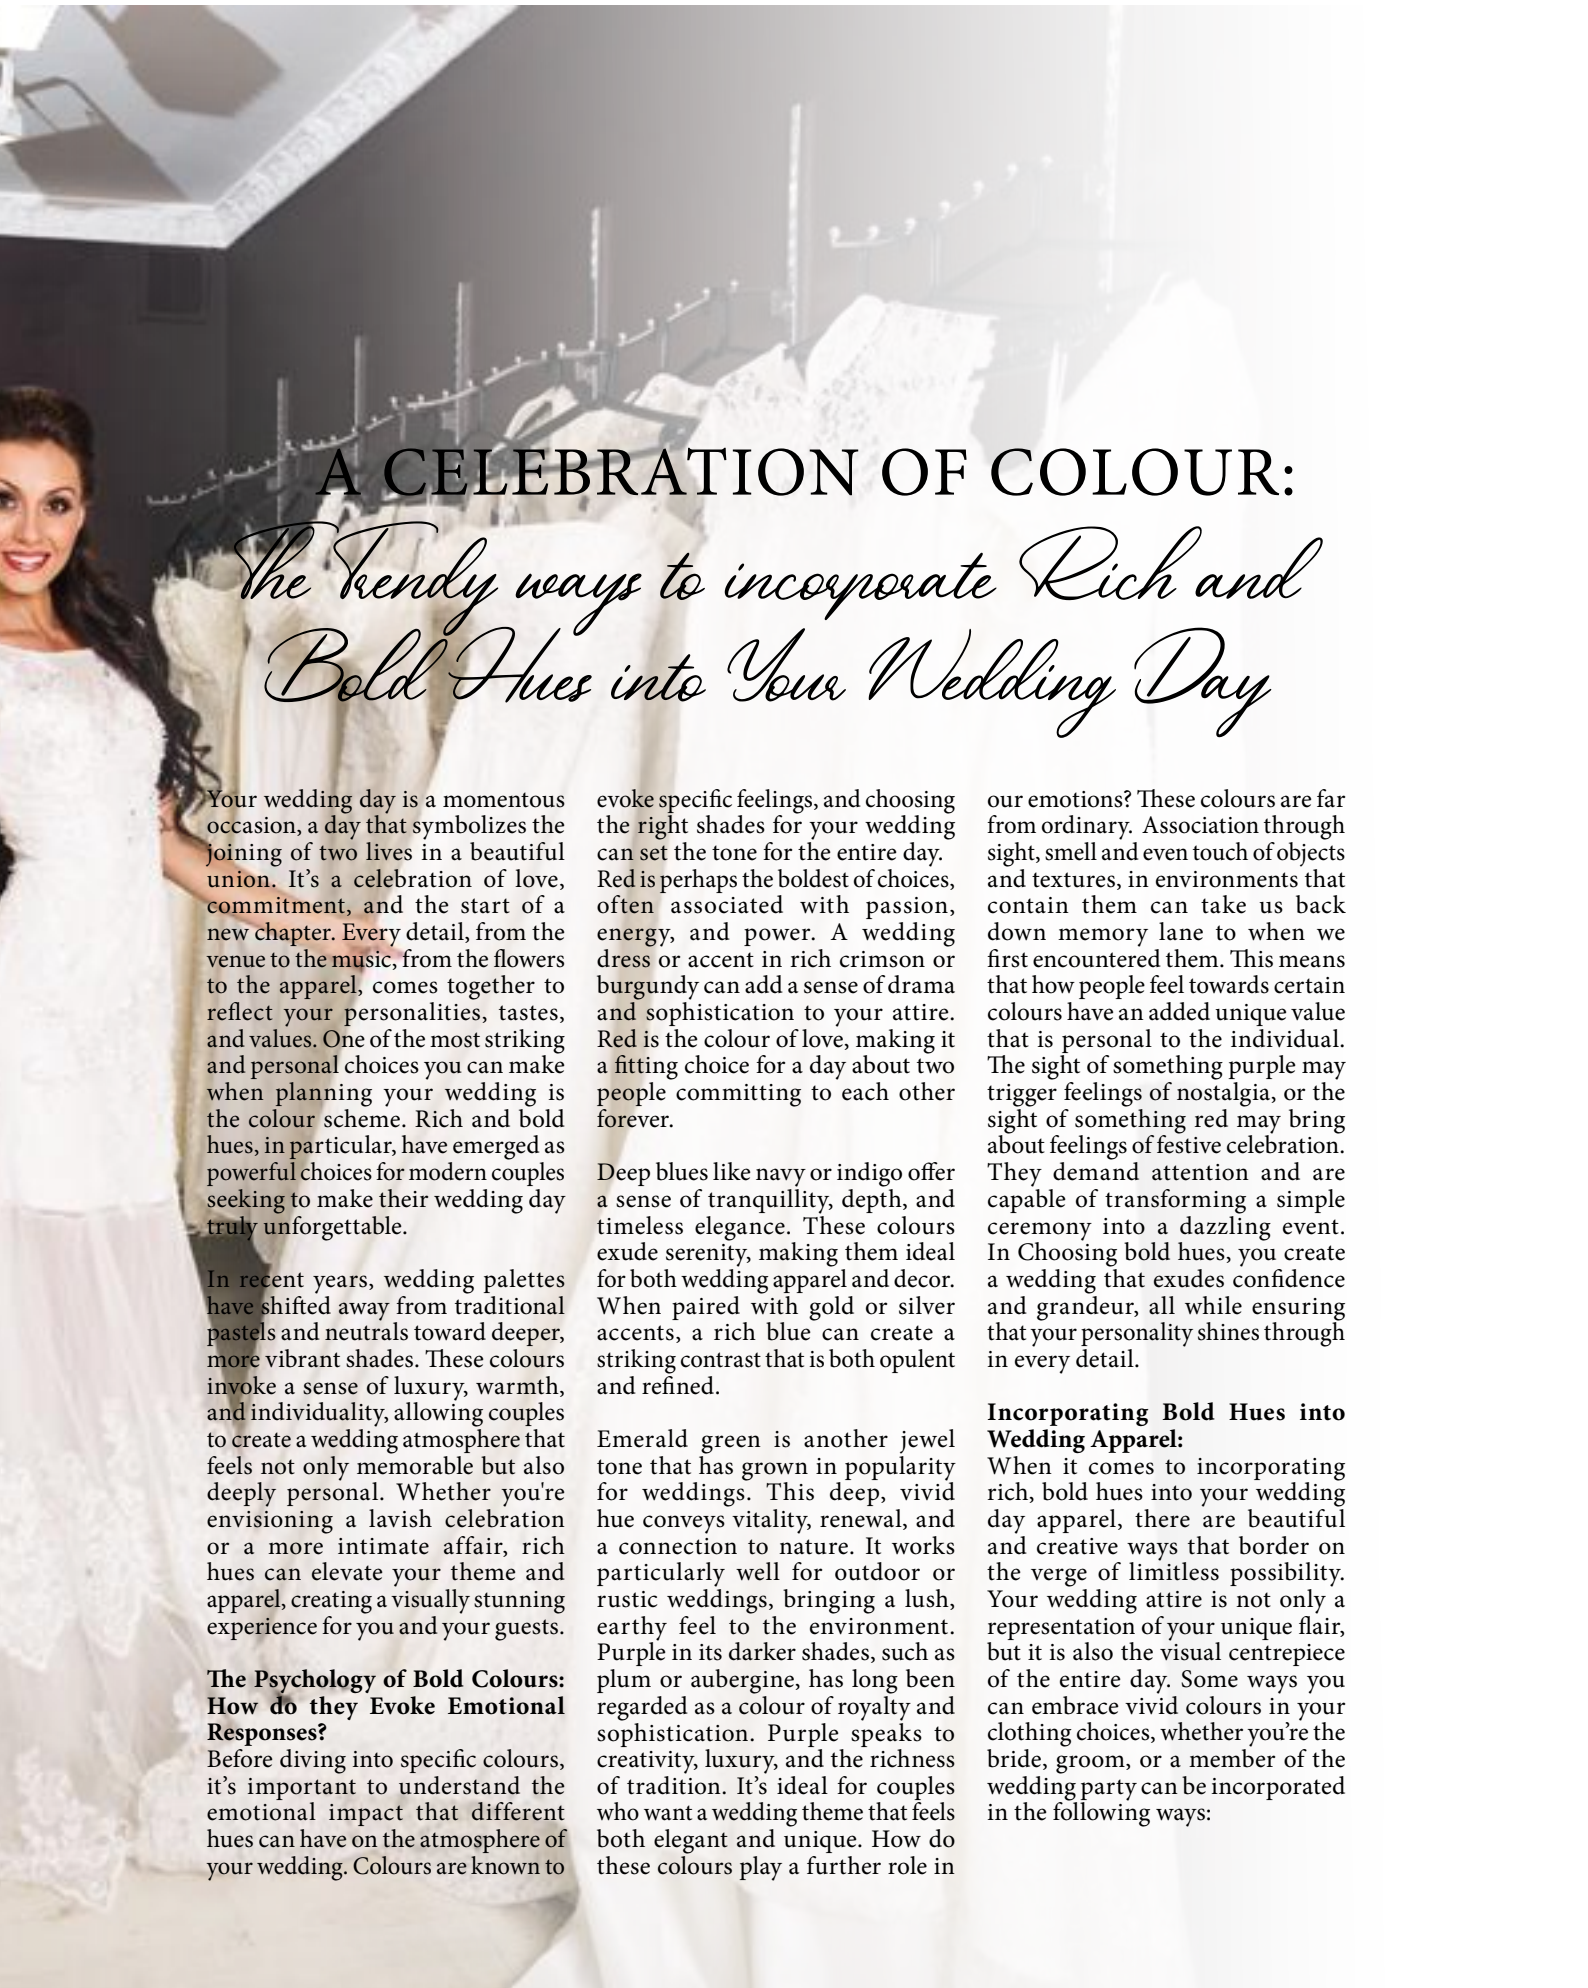 A CELEBRATION OF COLOUR:
The Trendy ways to incorporate Rich and
Bold Hues into Your Wedding Day
Your wedding day is a momentous
occasion, a day that symbolizes the
joining of two lives in a beautiful
union. It’s a celebration of love,
commitment, and the start of a
new chapter. Every detail, from the
venue to the music, from the flowers
to the apparel, comes together to
reflect your personalities, tastes,
and values. One of the most striking
and personal choices you can make
when planning your wedding is
the colour scheme. Rich and bold
hues, in particular, have emerged as
powerful choices for modern couples
seeking to make their wedding day
truly unforgettable.
In recent years, wedding palettes
have shifted away from traditional
pastels and neutrals toward deeper,
more vibrant shades. These colours
invoke a sense of luxury, warmth,
and individuality, allowing couples
to create a wedding atmosphere that
feels not only memorable but also
deeply personal. Whether you're
envisioning a lavish celebration
or a more intimate affair, rich
hues can elevate your theme and
apparel, creating a visually stunning
experience for you and your guests.
The Psychology of Bold Colours:
How do they Evoke Emotional
Responses?
Before diving into specific colours,
it’s important to understand the
emotional impact that different
hues can have on the atmosphere of
your wedding. Colours are known to
evoke specific feelings, and choosing
the right shades for your wedding
can set the tone for the entire day.
Red is perhaps the boldest of choices,
often associated with passion,
energy, and power. A wedding
dress or accent in rich crimson or
burgundy can add a sense of drama
and sophistication to your attire.
Red is the colour of love, making it
a fitting choice for a day about two
people committing to each other
forever.
Deep blues like navy or indigo offer
a sense of tranquillity, depth, and
timeless elegance. These colours
exude serenity, making them ideal
for both wedding apparel and decor.
When paired with gold or silver
accents, a rich blue can create a
striking contrast that is both opulent
and refined.
Emerald green is another jewel
tone that has grown in popularity
for weddings. This deep, vivid
hue conveys vitality, renewal, and
a connection to nature. It works
particularly well for outdoor or
rustic weddings, bringing a lush,
earthy feel to the environment.
Purple in its darker shades, such as
plum or aubergine, has long been
regarded as a colour of royalty and
sophistication. Purple speaks to
creativity, luxury, and the richness
of tradition. It’s ideal for couples
who want a wedding theme that feels
both elegant and unique. How do
these colours play a further role in
our emotions? These colours are far
from ordinary. Association through
sight, smell and even touch of objects
and textures, in environments that
contain them can take us back
down memory lane to when we
first encountered them. This means
that how people feel towards certain
colours have an added unique value
that is personal to the individual.
The sight of something purple may
trigger feelings of nostalgia, or the
sight of something red may bring
about feelings of festive celebration.
They demand attention and are
capable of transforming a simple
ceremony into a dazzling event.
In Choosing bold hues, you create
a wedding that exudes confidence
and grandeur, all while ensuring
that your personality shines through
in every detail.
Incorporating Bold Hues into
Wedding Apparel:
When it comes to incorporating
rich, bold hues into your wedding
day apparel, there are beautiful
and creative ways that border on
the verge of limitless possibility.
Your wedding attire is not only a
representation of your unique flair,
but it is also the visual centrepiece
of the entire day. Some ways you
can embrace vivid colours in your
clothing choices, whether you’re the
bride, groom, or a member of the
wedding party can be incorporated
in the following ways: